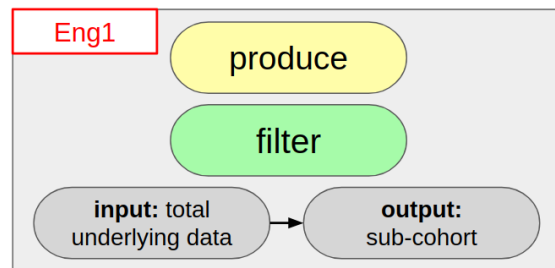 Eng1
produce
filter
input: total
underlying data
output:
sub-cohort